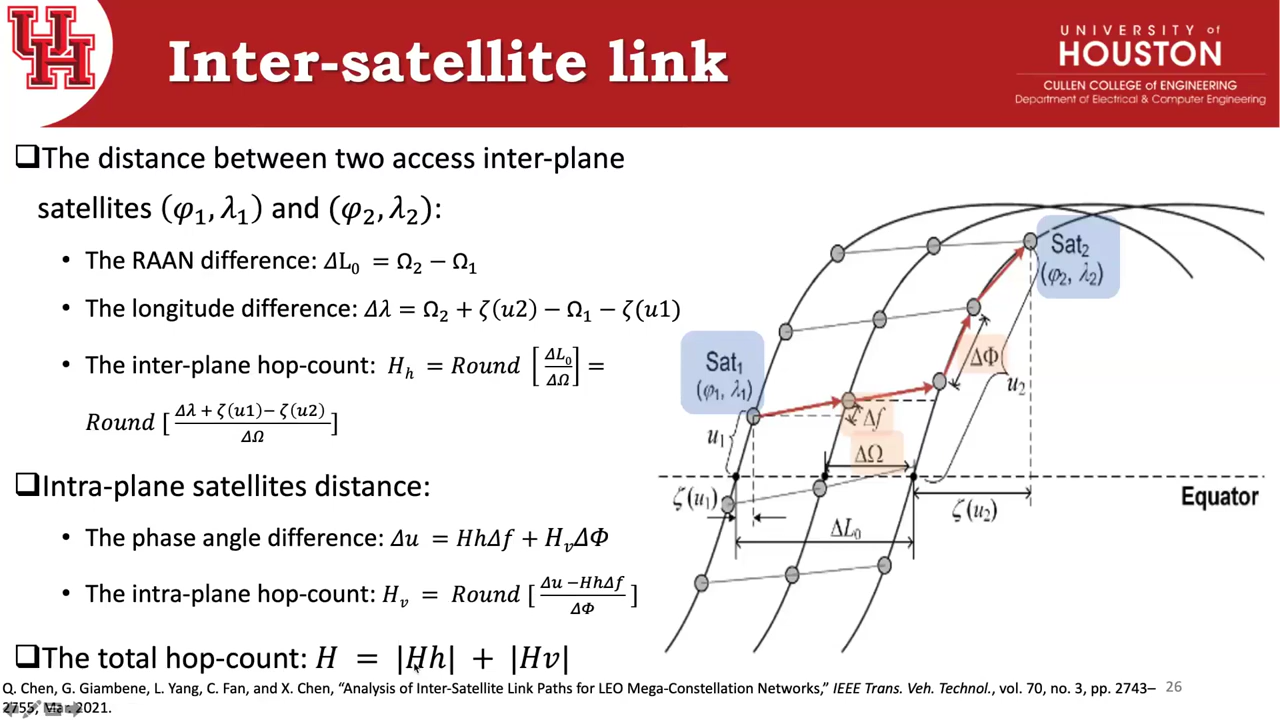 UH
Inter-satellite link
UNIVERSITY of
HOUSTON
CULLEN COLLEGE of ENGINEERING
Department of Electrical & Computer Engineering
❑The distance between two access inter-plane
satellites (φ₁, λ₁) and (φ₂, λ₂):
• The RAAN difference: ΔL₀ = Ω₂ − Ω₁
• The longitude difference: Δλ = Ω₂ + ζ(u2) − Ω₁ − ζ(u1)
• The inter-plane hop-count: H_h = Round [ΔL₀/ΔΩ] =
Round [(Δλ + ζ(u1) − ζ(u2))/ΔΩ]
❑Intra-plane satellites distance:
• The phase angle difference: Δu = HhΔf + H_vΔΦ
• The intra-plane hop-count: H_v = Round [(Δu − HhΔf)/ΔΦ]
❑The total hop-count: H = |Hh| + |Hv|
Sat₂
(φ₂, λ₂)
Sat₁
(φ₁, λ₁)
ΔΦ
u₂
Δf
u₁
ΔΩ
ζ(u₁)
ζ(u₂)
Equator
ΔL₀
Q. Chen, G. Giambene, L. Yang, C. Fan, and X. Chen, “Analysis of Inter-Satellite Link Paths for LEO Mega-Constellation Networks,” IEEE Trans. Veh. Technol., vol. 70, no. 3, pp. 2743–
2755, Mar. 2021.
26